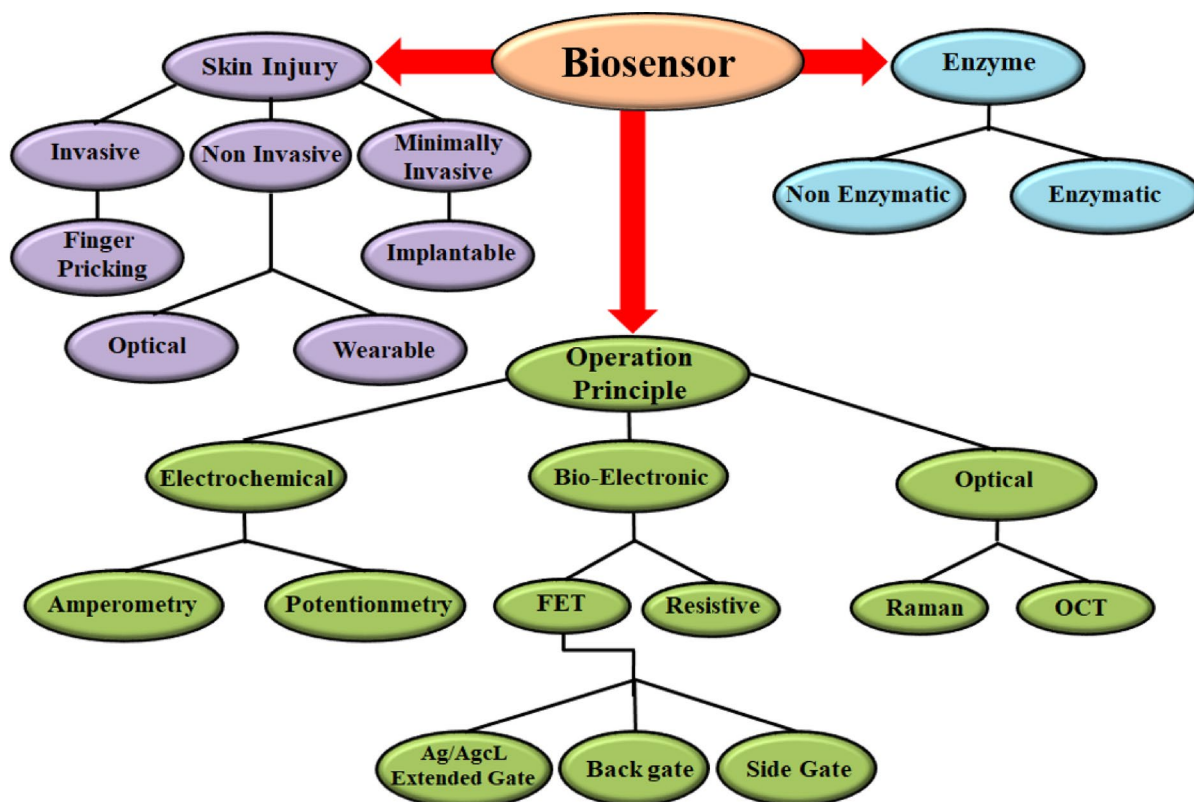 Biosensor
Skin Injury
Enzyme
Invasive
Non Invasive
Minimally
Invasive
Non Enzymatic
Enzymatic
Finger
Pricking
Implantable
Optical
Wearable
Operation
Principle
Electrochemical
Bio-Electronic
Optical
Amperometry
Potentionmetry
FET
Resistive
Raman
OCT
Ag/AgcL
Extended Gate
Back gate
Side Gate